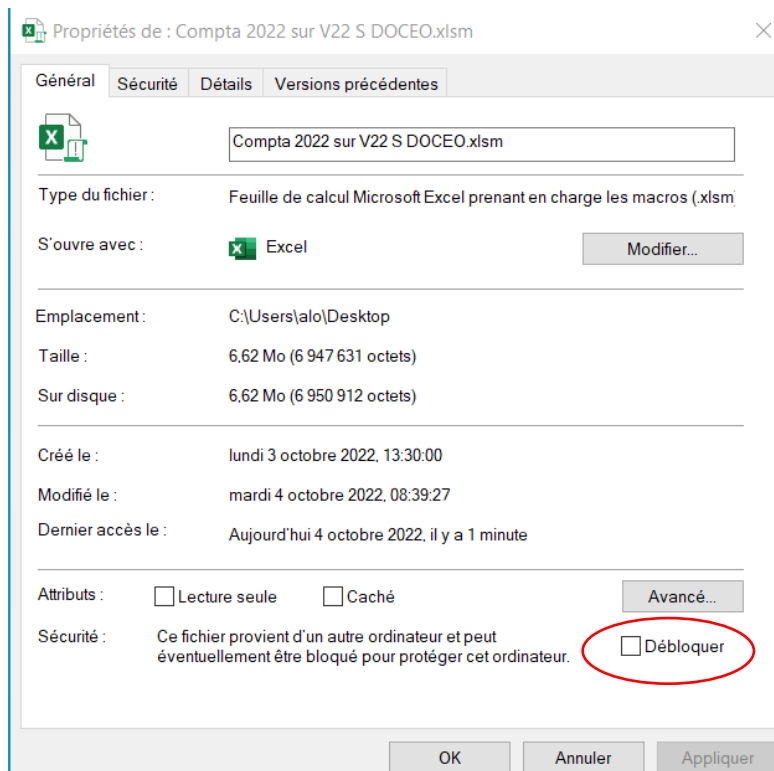 Propriétés de : Compta 2022 sur V22 S DOCEO.xlsm
Général Sécurité Détails Versions précédentes
Compta 2022 sur V22 S DOCEO.xlsm
Type du fichier : Feuille de calcul Microsoft Excel prenant en charge les macros (.xlsm)
S'ouvre avec : Excel Modifier...
Emplacement : C:\Users\alo\Desktop
Taille : 6,62 Mo (6 947 631 octets)
Sur disque : 6,62 Mo (6 950 912 octets)
Créé le : lundi 3 octobre 2022, 13:30:00
Modifié le : mardi 4 octobre 2022, 08:39:27
Dernier accès le : Aujourd'hui 4 octobre 2022, il y a 1 minute
Attributs : Lecture seule Caché Avancé...
Sécurité : Ce fichier provient d'un autre ordinateur et peut
éventuellement être bloqué pour protéger cet ordinateur. Débloquer
OK Annuler Appliquer